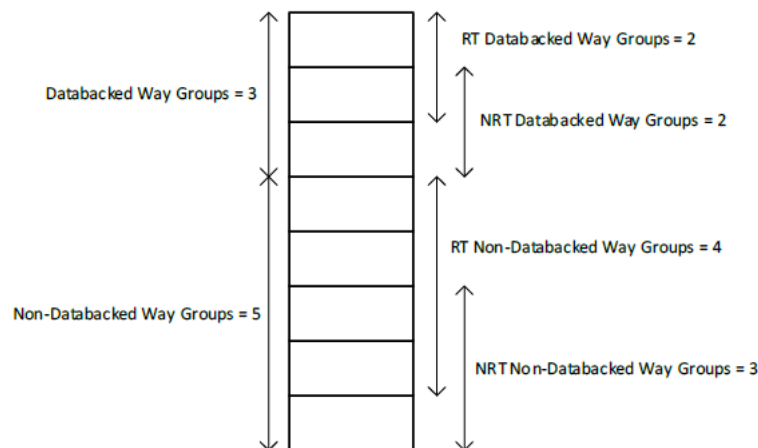 RT Databacked Way Groups = 2
Databacked Way Groups = 3
NRT Databacked Way Groups = 2
RT Non-Databacked Way Groups = 4
Non-Databacked Way Groups = 5
NRT Non-Databacked Way Groups = 3